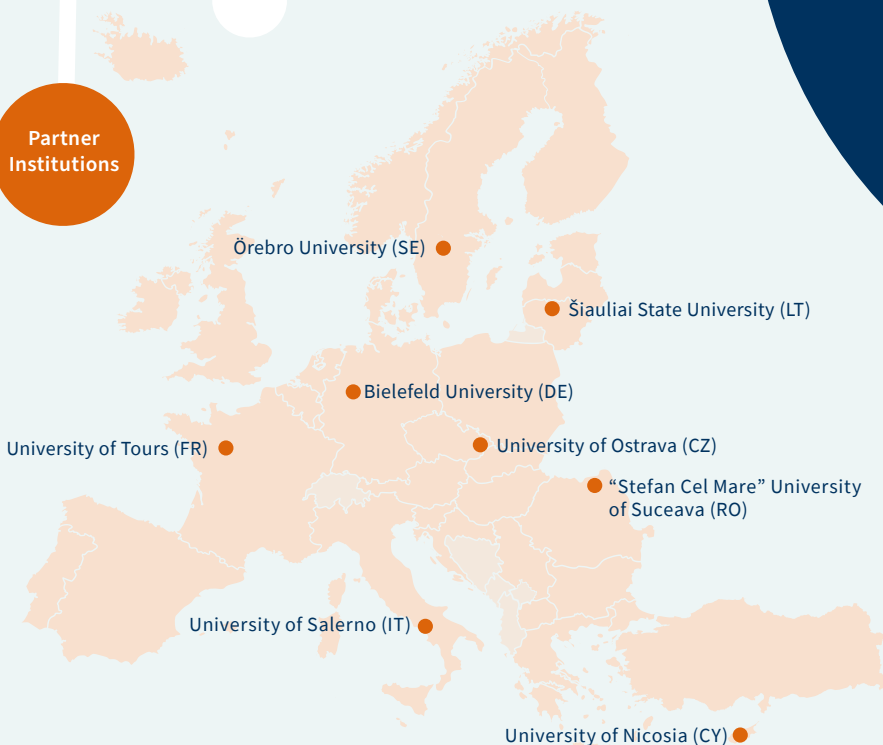 Partner
Institutions
Örebro University (SE)
Šiauliai State University (LT)
Bielefeld University (DE)
University of Tours (FR)
University of Ostrava (CZ)
“Stefan Cel Mare” University
of Suceava (RO)
University of Salerno (IT)
University of Nicosia (CY)